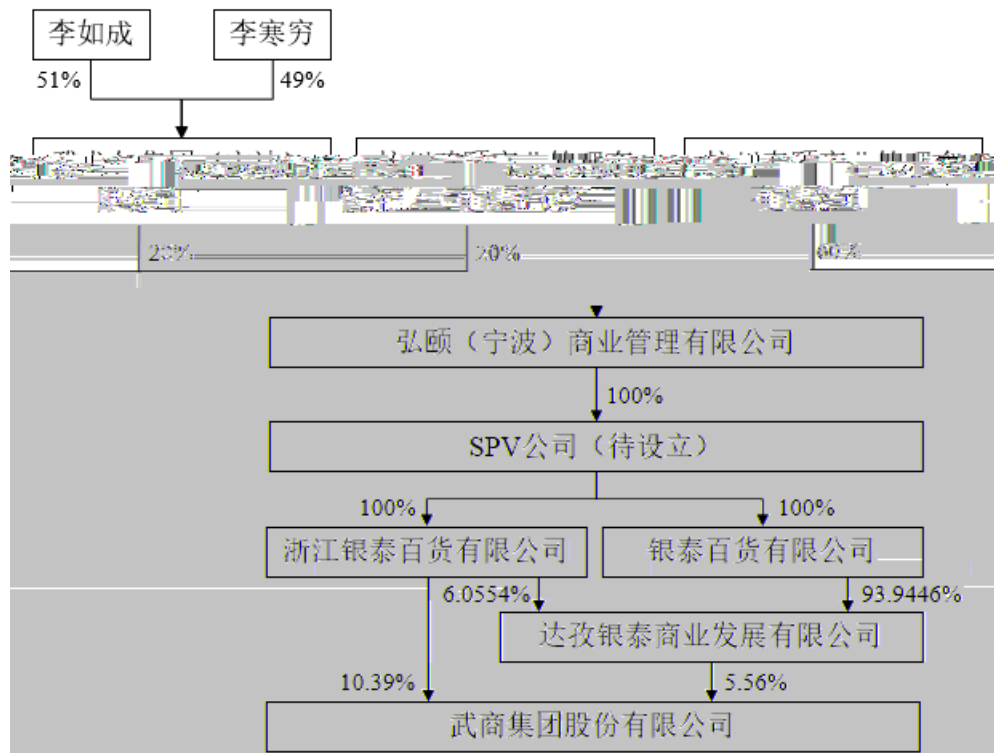 李如成
李寒穷
51%
49%
20%
20%
60%
弘颐（宁波）商业管理有限公司
100%
SPV公司（待设立）
100%
100%
浙江银泰百货有限公司
银泰百货有限公司
6.0554%
93.9446%
达孜银泰商业发展有限公司
10.39%
5.56%
武商集团股份有限公司